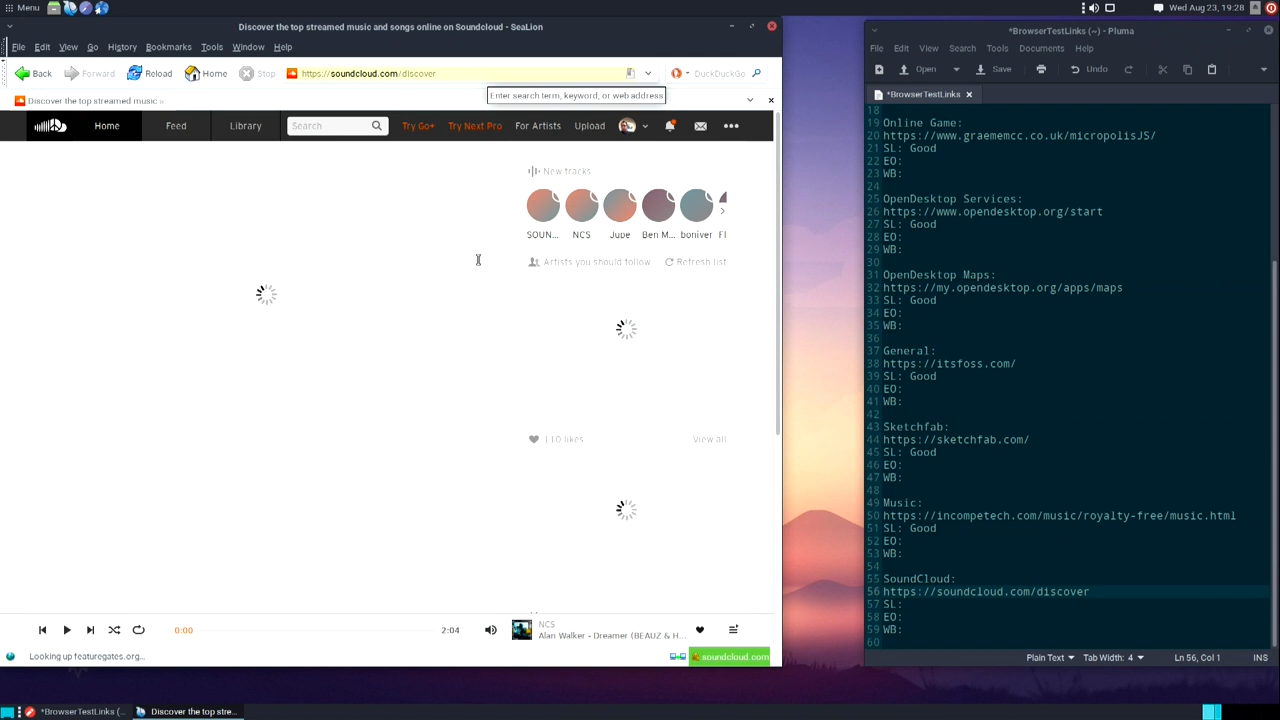 Menu
Wed Aug 23, 19:28
Discover the top streamed music and songs online on Soundcloud - SeaLion
File Edit View Go History Bookmarks Tools Window Help
Back Forward Reload Home Stop https://soundcloud.com/discover DuckDuckGo
Enter search term, keyword, or web address
Discover the top streamed music
Home Feed Library Search Try Go+ Try Next Pro For Artists Upload
New tracks
SOUN... NCS Jupe Ben M... boniver
Artists you should follow Refresh list
110 likes View all
0:00 2:04 NCS
Alan Walker - Dreamer (BEAUZ & H...
Looking up featuregates.org...
soundcloud.com
*BrowserTestLinks (~) - Pluma
File Edit View Search Tools Documents Help
Open Save Undo
*BrowserTestLinks
18
19 Online Game:
20 https://www.graememcc.co.uk/micropolisJS/
21 SL: Good
22 EO:
23 WB:
24
25 OpenDesktop Services:
26 https://www.opendesktop.org/start
27 SL: Good
28 EO:
29 WB:
30
31 OpenDesktop Maps:
32 https://my.opendesktop.org/apps/maps
33 SL: Good
34 EO:
35 WB:
36
37 General:
38 https://itsfoss.com/
39 SL: Good
40 EO:
41 WB:
42
43 Sketchfab:
44 https://sketchfab.com/
45 SL: Good
46 EO:
47 WB:
48
49 Music:
50 https://incompetech.com/music/royalty-free/music.html
51 SL: Good
52 EO:
53 WB:
54
55 SoundCloud:
56 https://soundcloud.com/discover
57 SL:
58 EO:
59 WB:
60
Plain Text Tab Width: 4 Ln 56, Col 1 INS
*BrowserTestLinks (... Discover the top stre...